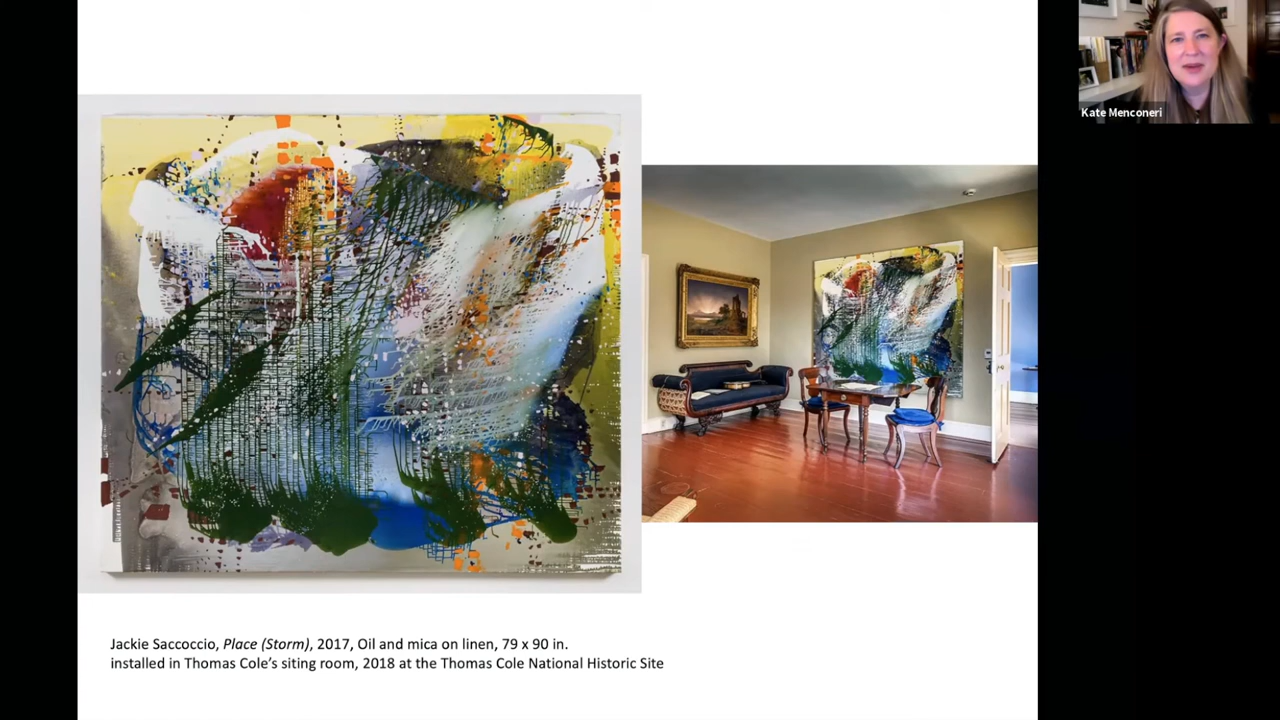 Kate Menconeri
Jackie Saccoccio, Place (Storm), 2017, Oil and mica on linen, 79 x 90 in.
installed in Thomas Cole's siting room, 2018 at the Thomas Cole National Historic Site